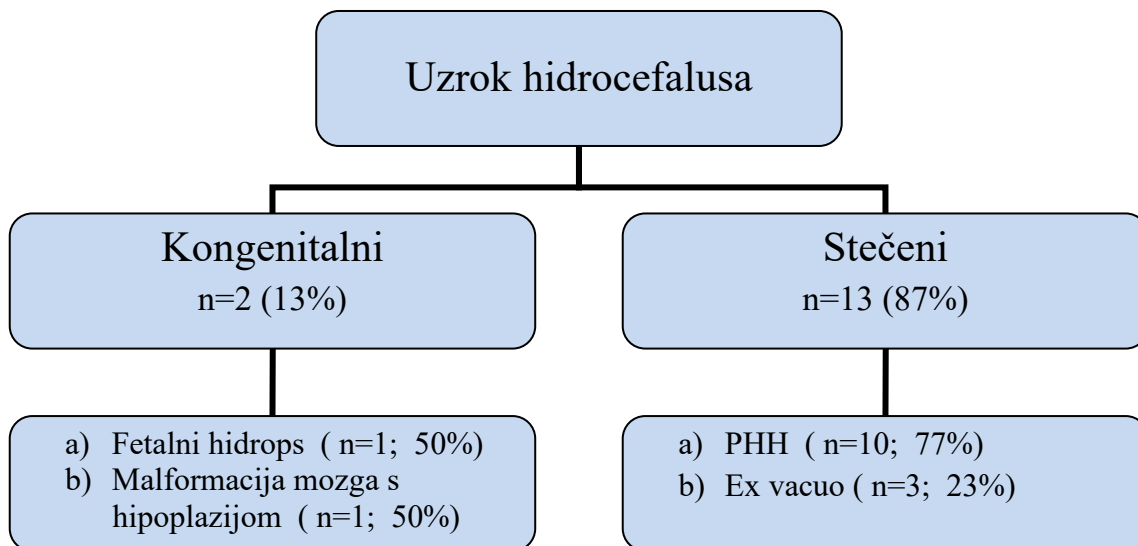 Uzrok hidrocefalusa
Kongenitalni
n=2 (13%)
Stečeni
n=13 (87%)
a) Fetalni hidrops ( n=1; 50%)
b) Malformacija mozga s
hipoplazijom ( n=1; 50%)
a) PHH ( n=10; 77%)
b) Ex vacuo ( n=3; 23%)